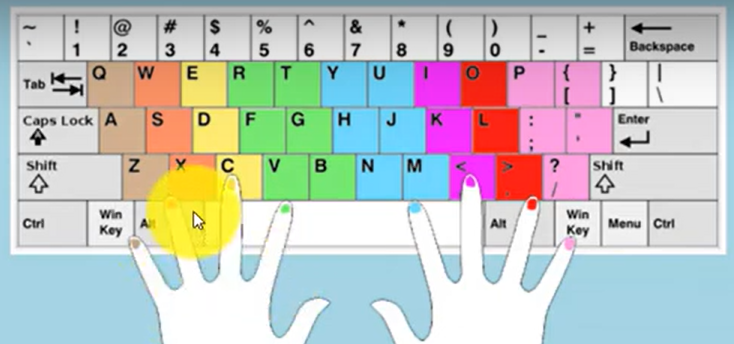 ~ ! @ # $ % ^ & * ( ) _ + Backspace
` 1 2 3 4 5 6 7 8 9 0 - =
Tab Q W E R T Y U I O P { } |
[ ] \
Caps Lock A S D F G H J K L : " Enter
; '
Shift Z X C V B N M < > ? Shift
. /
Ctrl Win Key Alt Alt Win Key Menu Ctrl